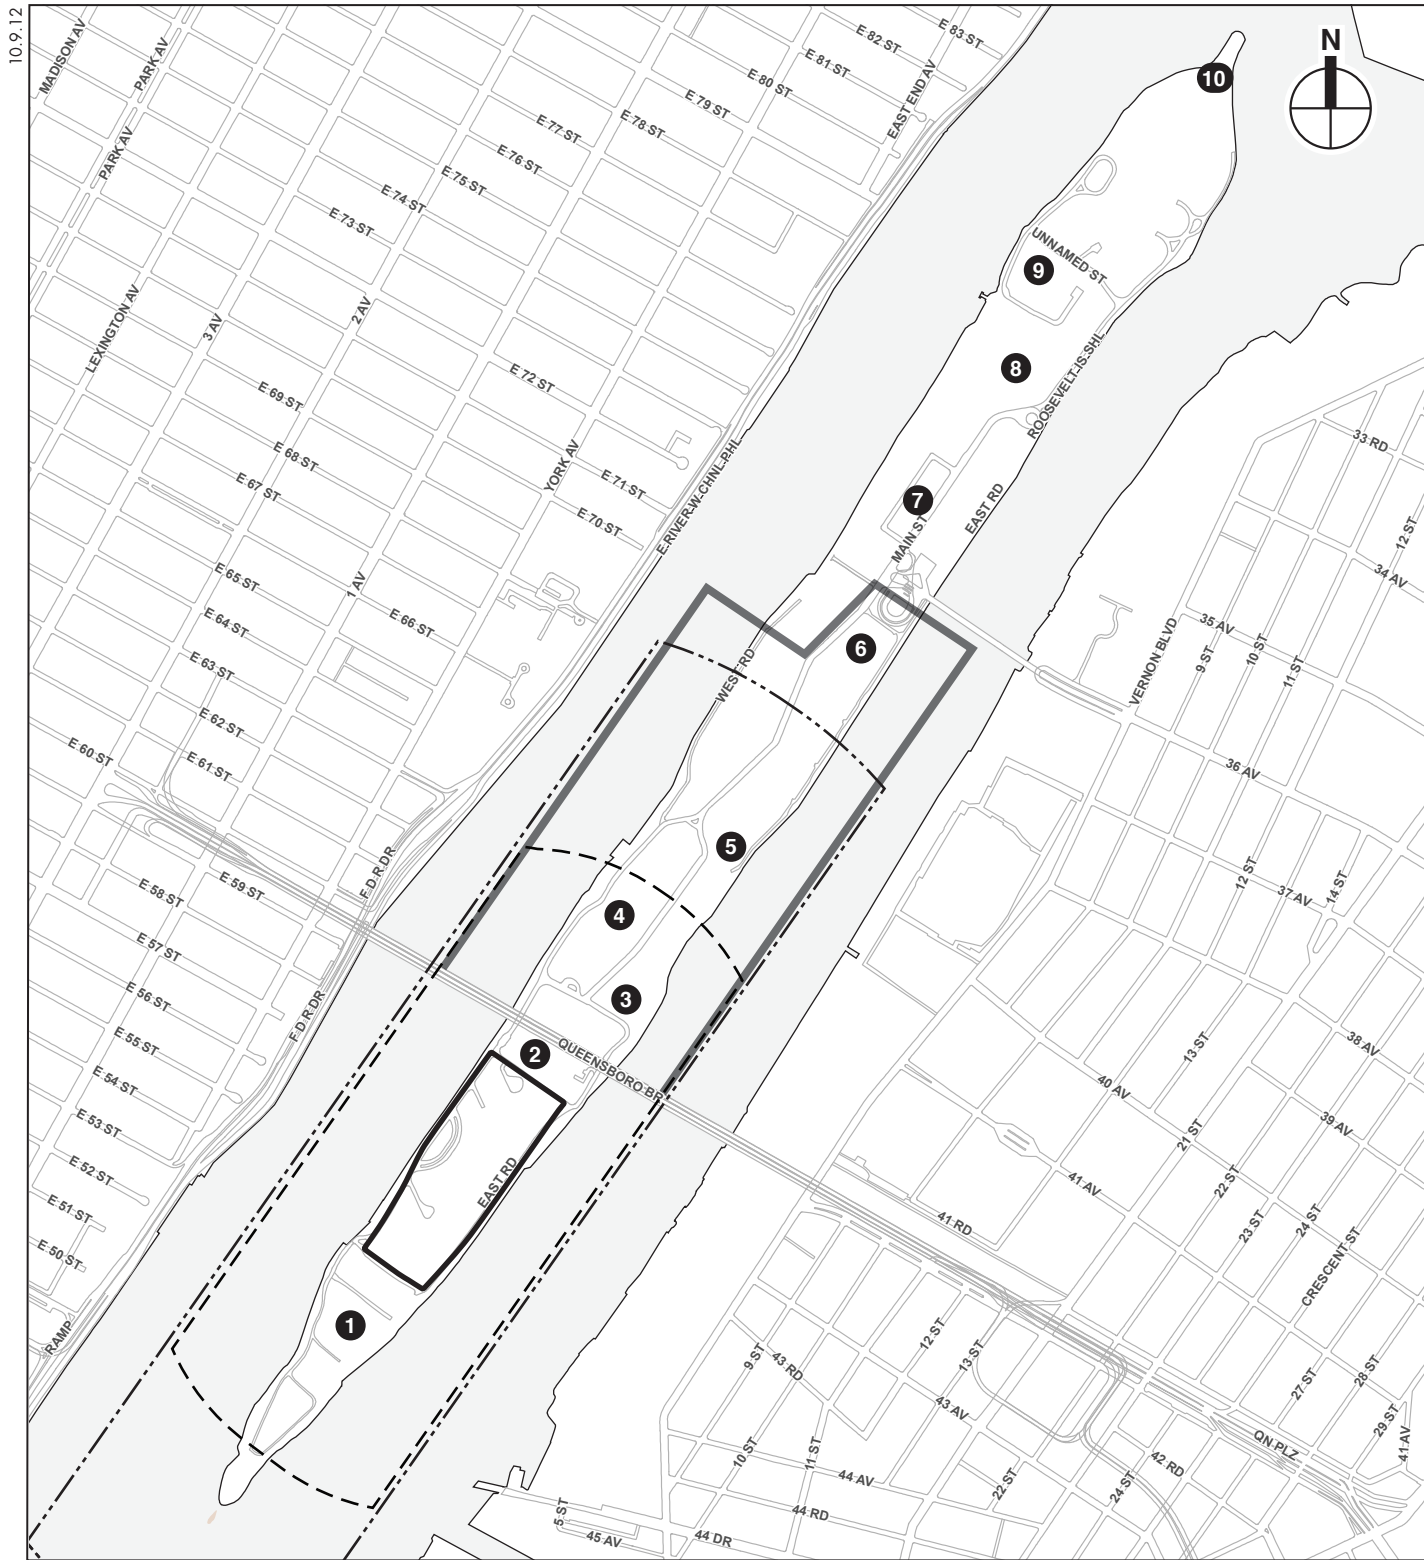 10.9.12
MADISON AV
PARK AV
PARK AV
E 82 ST
E 83 ST
E 81 ST
E 80 ST
EAST END AV
E 79 ST
E 78 ST
E 77 ST
E 76 ST
E 75 ST
E 74 ST
E 73 ST
N
10
UNNAMED ST
9
LEXINGTON AV
3 AV
2 AV
8
ROOSEVELT IS SHL
E 72 ST
E 69 ST
E 68 ST
E 67 ST
YORK AV
E 71 ST
E 70 ST
E RIVER W CHNL PHL
33 RD
12 ST
34 AV
7
MAIN ST
EAST RD
E 65 ST
E 64 ST
E 63 ST
1 AV
E 66 ST
6
WEST RD
VERNON BLVD
35 AV
9 ST
10 ST
11 ST
E 62 ST
E 61 ST
E 60 ST
36 AV
5
F D R DR
E 59 ST
E 58 ST
E 57 ST
12 ST
37 AV
14 ST
4
E 56 ST
E 55 ST
E 54 ST
F D R DR
3
2
QUEENSBORO BR
13 ST
38 AV
40 AV
39 AV
E 53 ST
E 52 ST
E 51 ST
E 50 ST
EAST RD
21 ST
41 AV
22 ST
41 RD
23 ST
24 ST
CRESCENT ST
RAMP
1
12 ST
13 ST
9 ST
43 RD
43 AV
27 ST
28 ST
29 ST
41 AV
QN PLZ
10 ST
11 ST
44 AV
22 ST
42 RD
24 ST
44 RD
5 ST
45 AV
44 DR